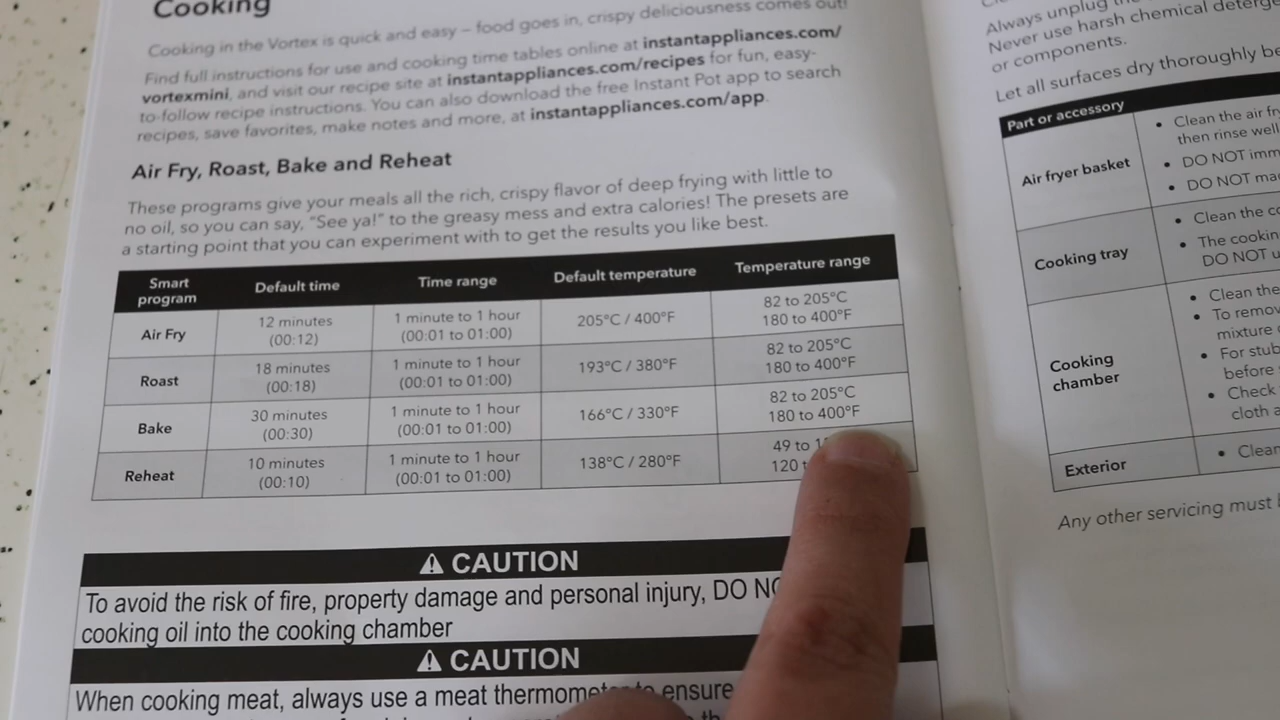 Cooking
Cooking in the Vortex is quick and easy – food goes in, crispy deliciousness comes out!
Find full instructions for use and cooking time tables online at instantappliances.com/
vortexmini, and visit our recipe site at instantappliances.com/recipes for fun, easy-
to-follow recipe instructions. You can also download the free Instant Pot app to search
recipes, save favorites, make notes and more, at instantappliances.com/app.
Air Fry, Roast, Bake and Reheat
These programs give your meals all the rich, crispy flavor of deep frying with little to
no oil, so you can say, “See ya!” to the greasy mess and extra calories! The presets are
a starting point that you can experiment with to get the results you like best.
Smart program Default time Time range Default temperature Temperature range
Air Fry 12 minutes (00:12) 1 minute to 1 hour (00:01 to 01:00) 205°C / 400°F 82 to 205°C 180 to 400°F
Roast 18 minutes (00:18) 1 minute to 1 hour (00:01 to 01:00) 193°C / 380°F 82 to 205°C 180 to 400°F
Bake 30 minutes (00:30) 1 minute to 1 hour (00:01 to 01:00) 166°C / 330°F 82 to 205°C 180 to 400°F
Reheat 10 minutes (00:10) 1 minute to 1 hour (00:01 to 01:00) 138°C / 280°F 49 to 120
⚠ CAUTION
To avoid the risk of fire, property damage and personal injury, DO
cooking oil into the cooking chamber
⚠ CAUTION
When cooking meat, always use a meat thermometer to ensure
Always unplug
Never use harsh chemical
or components.
Let all surfaces dry thoroughly
Part or accessory
Air fryer basket
• Clean the air
then rinse well
• DO NOT
• DO NOT
Cooking tray
• Clean the
• The
DO NOT
Cooking chamber
• Clean the
• To
mixture
• For
before
• Check
cloth
Exterior
• Clean
Any other servicing must